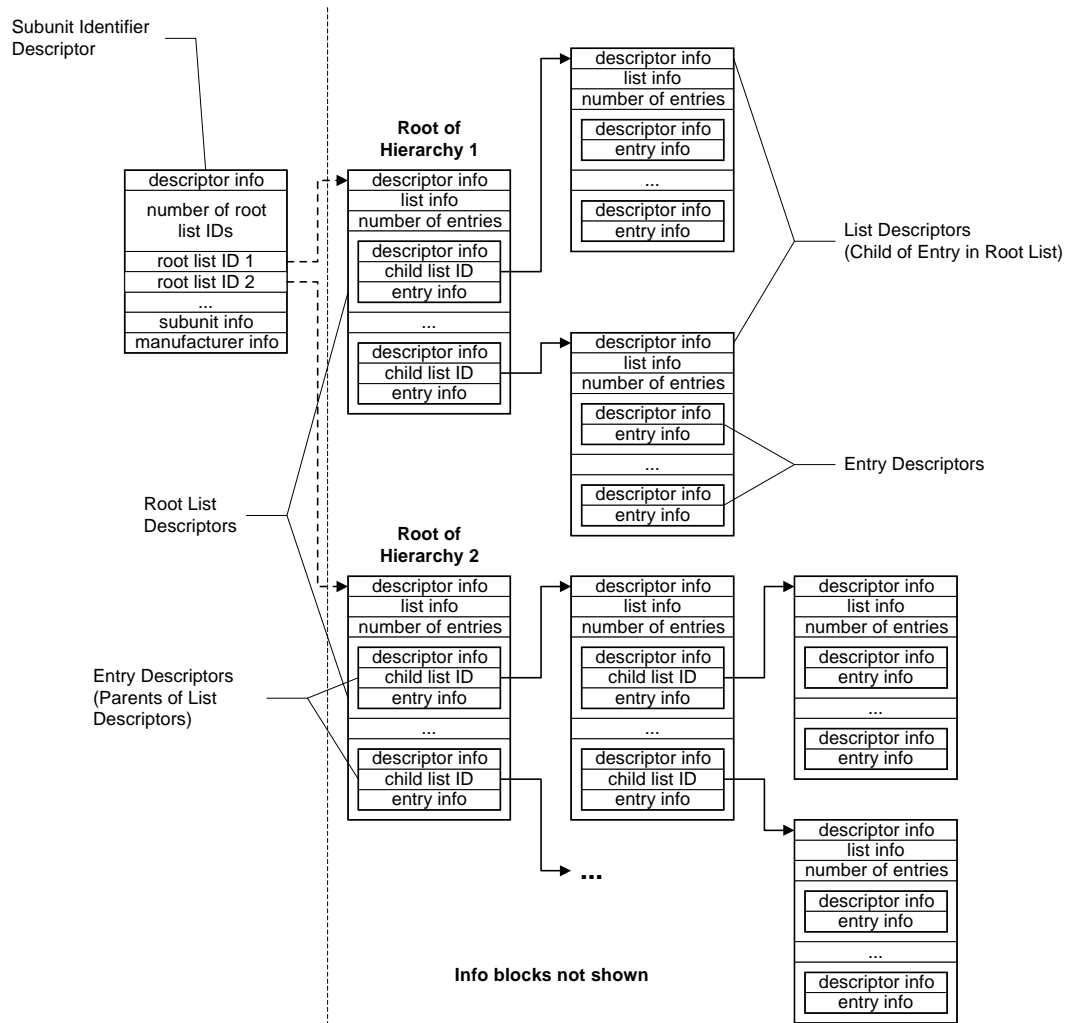 Subunit Identifier
Descriptor
descriptor info
number of root
list IDs
root list ID 1
root list ID 2
...
subunit info
manufacturer info
Root of
Hierarchy 1
descriptor info
list info
number of entries
descriptor info
child list ID
entry info
...
descriptor info
child list ID
entry info
descriptor info
list info
number of entries
descriptor info
entry info
...
descriptor info
entry info
List Descriptors
(Child of Entry in Root List)
descriptor info
list info
number of entries
descriptor info
entry info
...
descriptor info
entry info
Entry Descriptors
Root List
Descriptors
Root of
Hierarchy 2
Entry Descriptors
(Parents of List
Descriptors)
descriptor info
list info
number of entries
descriptor info
child list ID
entry info
...
descriptor info
child list ID
entry info
descriptor info
list info
number of entries
descriptor info
child list ID
entry info
...
descriptor info
child list ID
entry info
...
descriptor info
list info
number of entries
descriptor info
entry info
...
descriptor info
entry info
descriptor info
list info
number of entries
descriptor info
entry info
...
descriptor info
entry info
Info blocks not shown